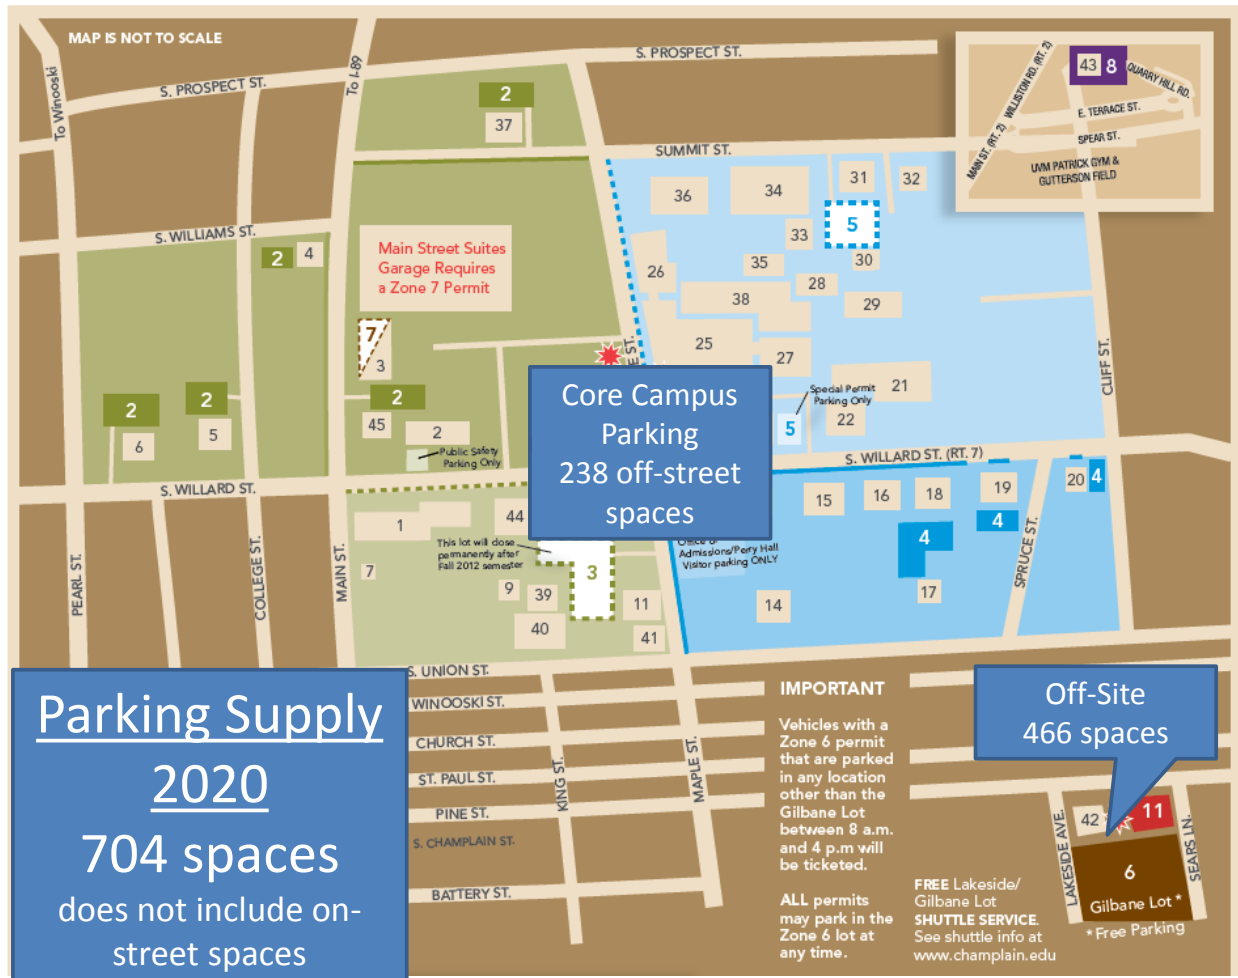 MAP IS NOT TO SCALE
To Winooski
S. PROSPECT ST.
To I-89
S. PROSPECT ST.
2
37
SUMMIT ST.
43 8
WILLISTON RD. (RT. 2)
QUARRY HILL RD.
E. TERRACE ST.
SPEAR ST.
MAIN ST. (RT. 2)
UVM PATRICK GYM &
GUTTERSON FIELD
36
34
31
32
S. WILLIAMS ST.
2
4
Main Street Suites
Garage Requires
a Zone 7 Permit
33
5
26
35
30
28
38
29
7
3
25
27
E ST.
CLIFF ST.
21
Special Permit
Parking Only
22
5
2
6
2
5
2
45
2
Public Safety
Parking Only
Core Campus
Parking
238 off-street
spaces
S. WILLARD ST.
S. WILLARD ST. (RT. 7)
15
16
18
19
20
4
4
4
17
14
SPRUCE ST.
1
44
This lot will close
permanently after
Fall 2012 semester
Office of
Admissions/Perry Hall
Visitor parking ONLY
7
9
39
3
11
40
41
PEARL ST.
COLLEGE ST.
MAIN ST.
S. UNION ST.
WINOOSKI ST.
CHURCH ST.
ST. PAUL ST.
PINE ST.
S. CHAMPLAIN ST.
BATTERY ST.
KING ST.
MAPLE ST.
Parking Supply
2020
704 spaces
does not include on-
street spaces
IMPORTANT
Vehicles with a
Zone 6 permit
that are parked
in any location
other than the
Gilbane Lot
between 8 a.m.
and 4 p.m will
be ticketed.
ALL permits
may park in the
Zone 6 lot at
any time.
FREE Lakeside/
Gilbane Lot
SHUTTLE SERVICE.
See shuttle info at
www.champlain.edu
Off-Site
466 spaces
LAKESIDE AVE.
42
11
SEARS LN.
6
Gilbane Lot *
*Free Parking